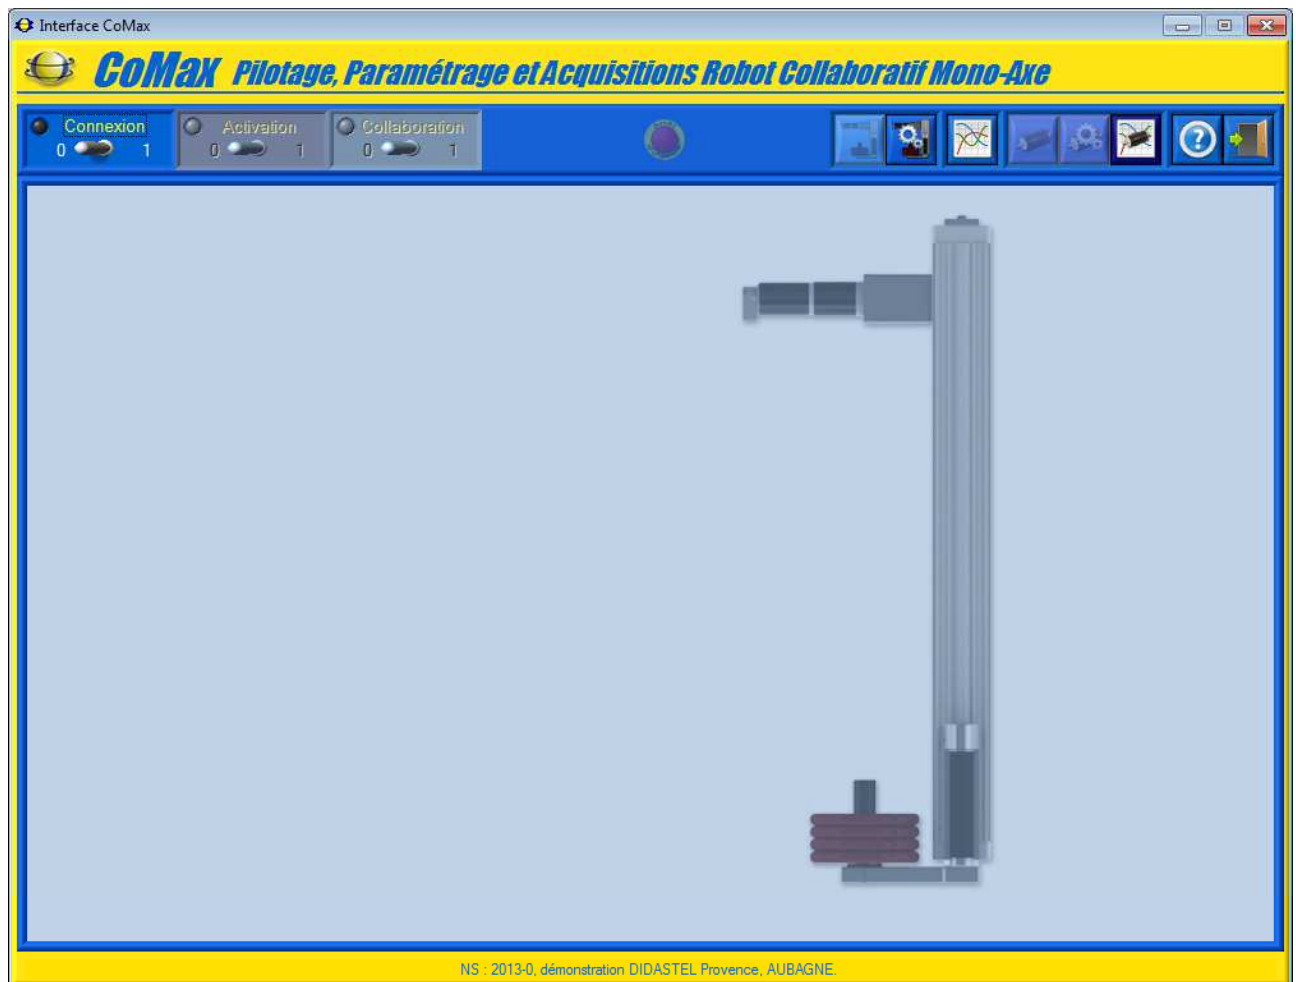 Interface CoMax
CoMax Pilotage, Paramétrage et Acquisitions Robot Collaboratif Mono-Axe
Connexion
0 1
Activation
0 1
Collaboration
0 1
?
NS : 2013-0, démonstration DIDASTEL Provence, AUBAGNE.